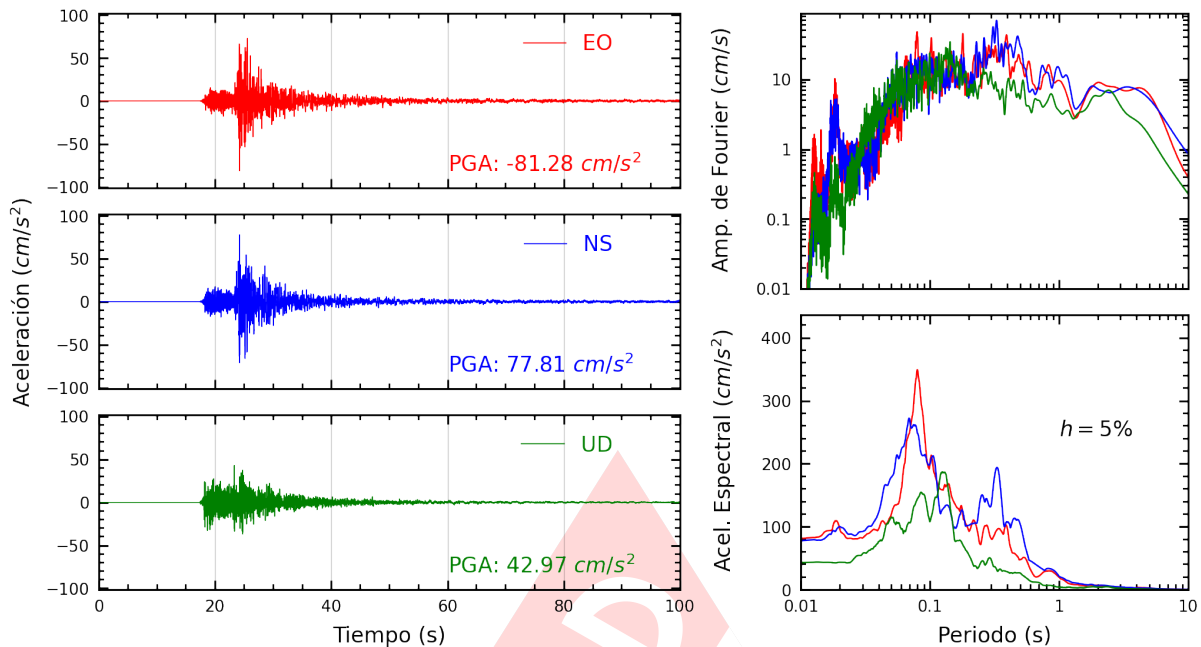 Aceleración (cm/s²)
100
50
0
−50
−100
EO
PGA: -81.28 cm/s²
100
50
0
−50
−100
NS
PGA: 77.81 cm/s²
100
50
0
−50
−100
UD
PGA: 42.97 cm/s²
0 20 40 60 80 100
Tiempo (s)
Amp. de Fourier (cm/s)
10
1
0.1
0.01
Acel. Espectral (cm/s²)
400
300
200
100
0
h = 5%
0.01 0.1 1 10
Periodo (s)